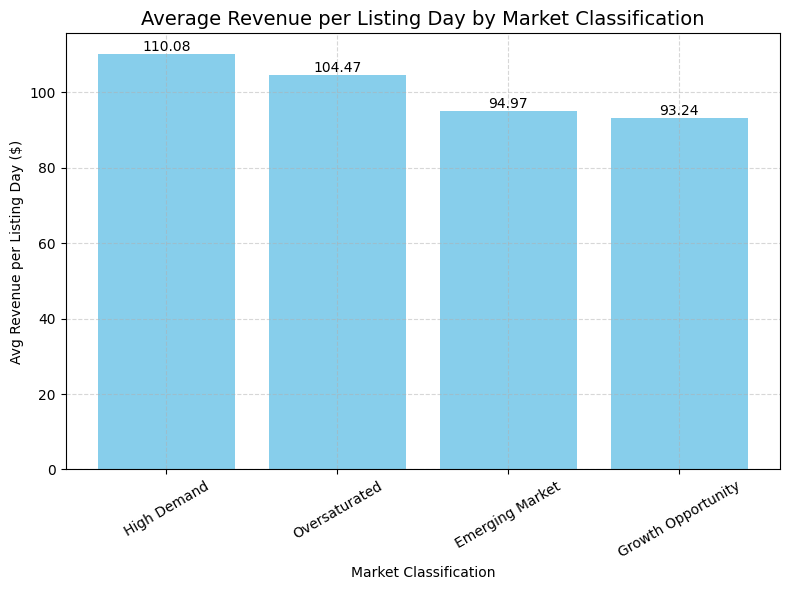 Average Revenue per Listing Day by Market Classification
110.08
104.47
94.97
93.24
Avg Revenue per Listing Day ($)
100
80
60
40
20
0
High Demand
Oversaturated
Emerging Market
Growth Opportunity
Market Classification